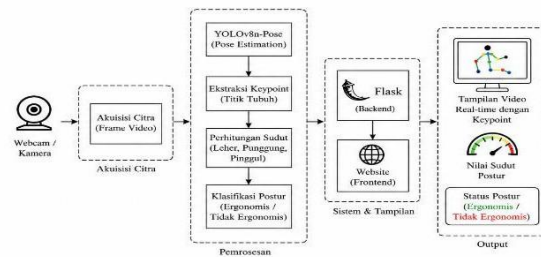 Webcam /
Kamera
Akuisisi Citra
(Frame Video)
Akuisisi Citra
YOLOv8n-Pose
(Pose Estimation)
Ekstraksi Keypoint
(Titik Tubuh)
Perhitungan Sudut
(Leher, Punggung,
Pinggul)
Klasifikasi Postur
(Ergonomis /
Tidak Ergonomis)
Pemrosesan
Flask
(Backend)
Website
(Frontend)
Sistem & Tampilan
Tampilan Video
Real-time dengan
Keypoint
Nilai Sudut
Postur
Status Postur
(Ergonomis /
Tidak Ergonomis)
Output